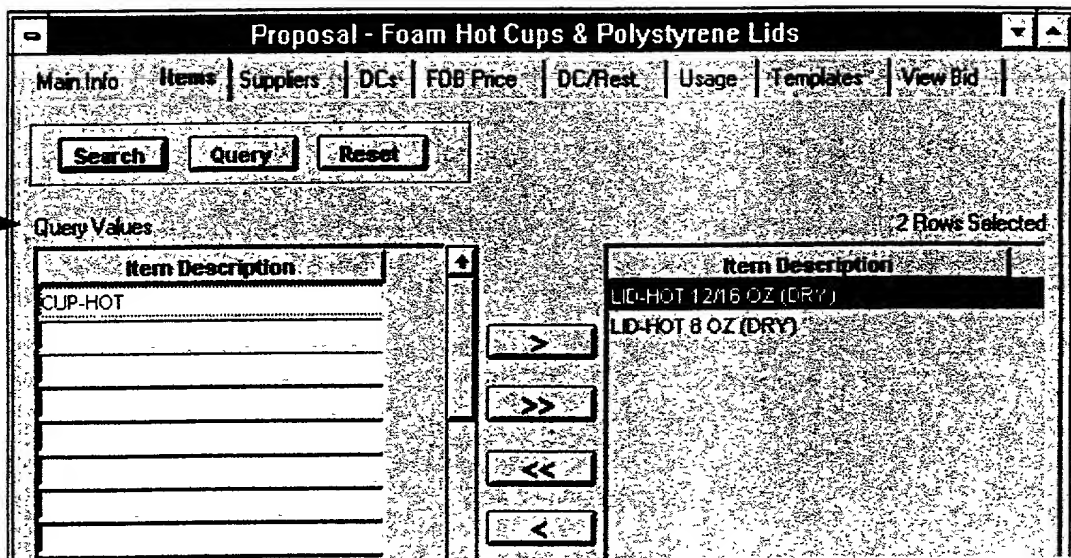 Proposal - Foam Hot Cups & Polystyrene Lids
Main Info Items Suppliers DCs FOB Price DC/Rest. Usage Templates View Bid
Search Query Reset
Query Values 2 Rows Selected
Item Description Item Description
CUP-HOT LID-HOT 12/16 OZ (DRY)
LID-HOT 8 OZ (DRY)
>
>>
<<
<